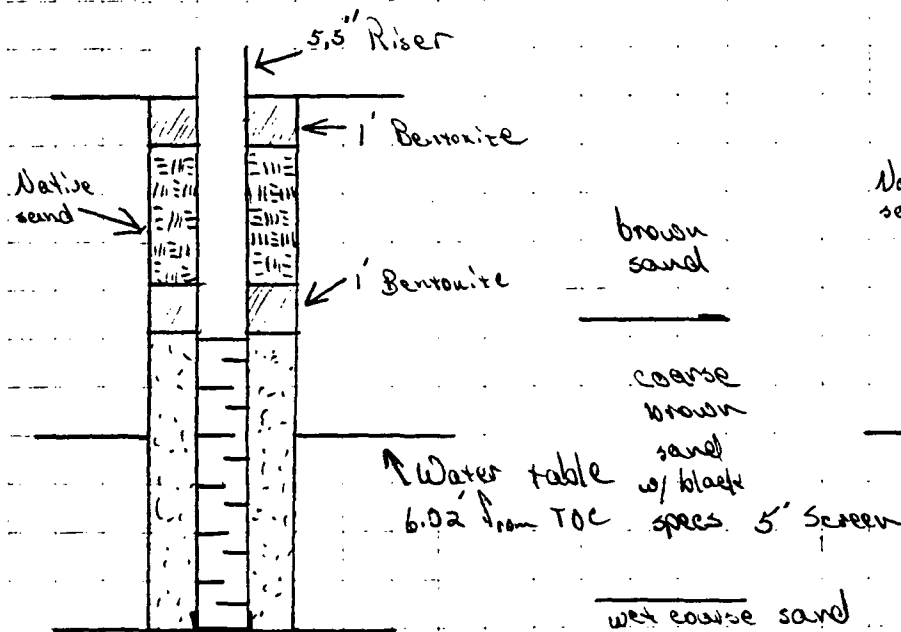 5.5" Riser
1' Bentonite
Native
sand
1' Bentonite
brown
sand
coarse
brown
sand
w/ black
specs
Water table
6.02' from TOC
5' Screen
wet coarse sand